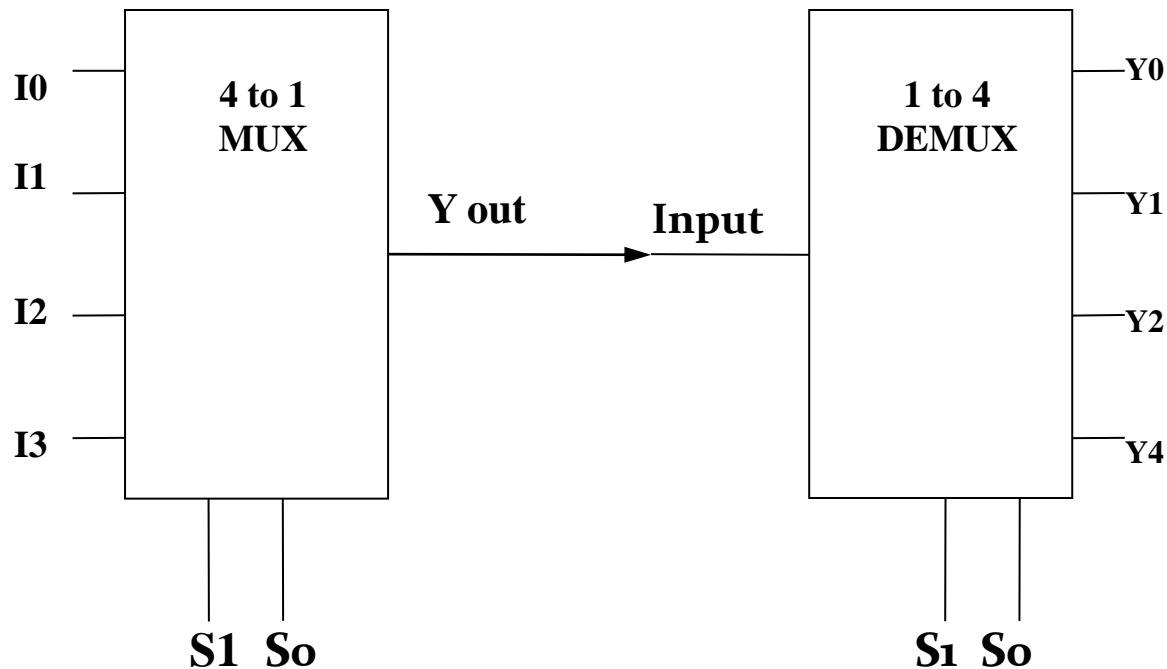 I0
I1
I2
I3
4 to 1
MUX
S1 So
Y out
Input
1 to 4
DEMUX
S1 So
Y0
Y1
Y2
Y4